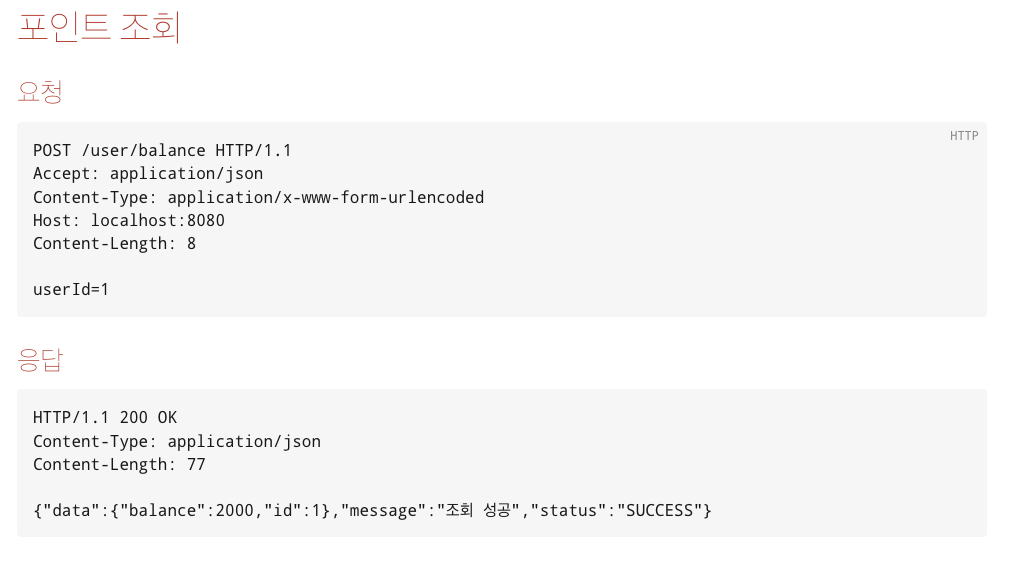 포인트 조회
요청
HTTP
POST /user/balance HTTP/1.1
Accept: application/json
Content-Type: application/x-www-form-urlencoded
Host: localhost:8080
Content-Length: 8
userId=1
응답
HTTP/1.1 200 OK
Content-Type: application/json
Content-Length: 77
{"data":{"balance":2000,"id":1},"message":"조회 성공","status":"SUCCESS"}